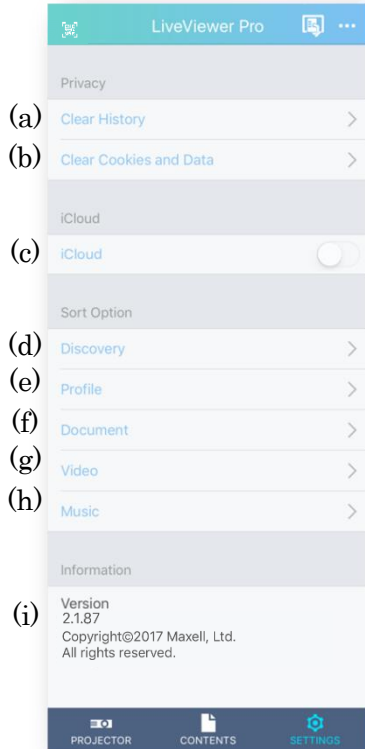 LiveViewer Pro
Privacy
(a) Clear History
(b) Clear Cookies and Data
iCloud
(c) iCloud
Sort Option
(d) Discovery
(e) Profile
(f) Document
(g) Video
(h) Music
Information
(i) Version
2.1.87
Copyright©2017 Maxell, Ltd.
All rights reserved.
PROJECTOR CONTENTS SETTINGS